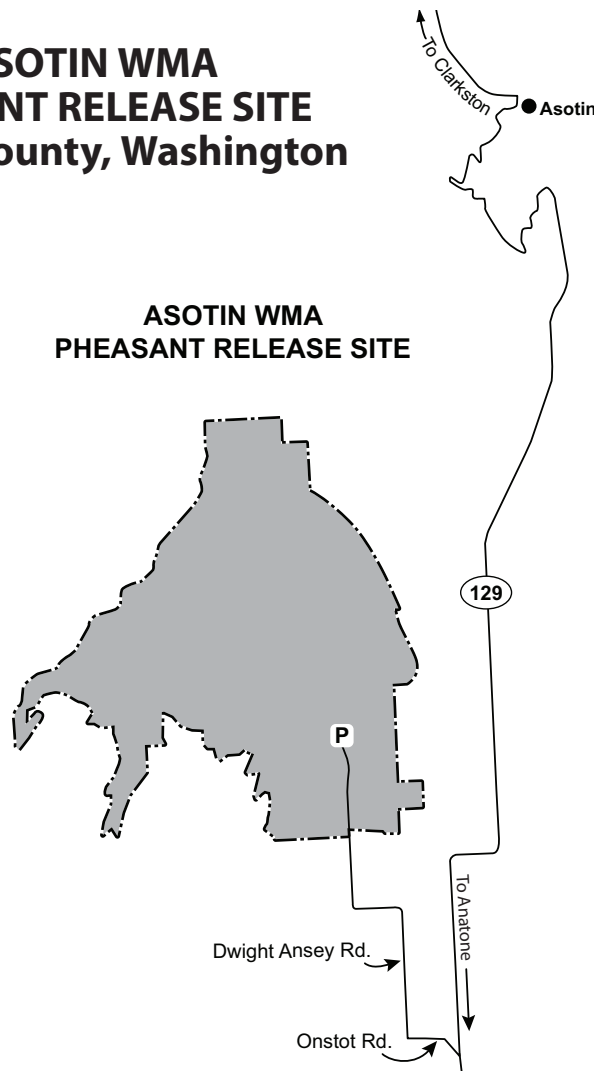 SOTIN WMA
NT RELEASE SITE
ounty, Washington
To Clarkston
Asotin
ASOTIN WMA
PHEASANT RELEASE SITE
129
P
To Anatone
Dwight Ansey Rd.
Onstot Rd.